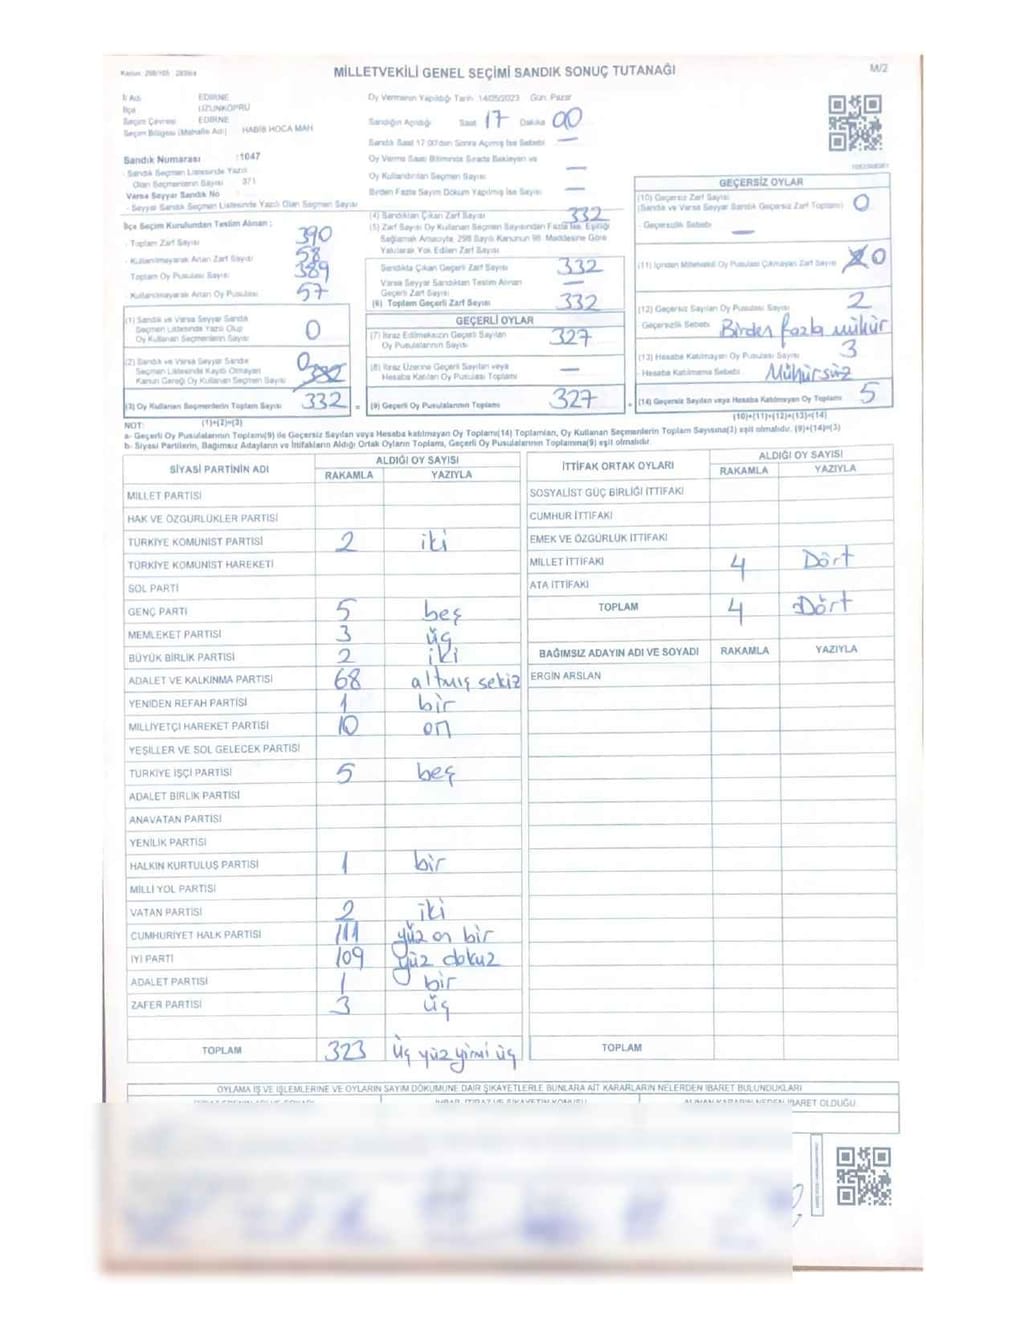 MİLLETVEKİLİ GENEL SEÇİMİ SANDIK SONUÇ TUTANAĞI
M/2
İl Adı EDİRNE
İlçe UZUNKÖPRÜ
Seçim Çevresi EDİRNE
Seçim Bölgesi (Mahalle Adı) HABİB HOCA MAH
Sandık Numarası :1047
- Sandık Seçmen Listesinde Yazılı
Olan Seçmenlerin Sayısı 371
Varsa Seyyar Sandık No
- Seyyar Sandık Seçmen Listesinde Yazılı Olan Seçmen Sayısı
Oy Vermenin Yapıldığı Tarih 14/05/2023 Gün Pazar
Sandığın Açıldığı Saat 17 Dakika 00
Sandık Saat 17.00'den Sonra Açılmış İse Sebebi —
Oy Verme Saati Bitiminde Sırada Bekleyen ve
Oy Kullandırılan Seçmen Sayısı —
Birden Fazla Sayım Döküm Yapılmış İse Sayısı —
İlçe Seçim Kurulundan Teslim Alınan ;
- Toplam Zarf Sayısı 390
- Kullanılmayarak Artan Zarf Sayısı 58
Toplam Oy Pusulası Sayısı 389
Kullanılmayarak Artan Oy Pusulası 57
(1) Sandık ve Varsa Seyyar Sandık
Seçmen Listesinde Yazılı Olup
Oy Kullanan Seçmenlerin Sayısı 0
(2) Sandık ve Varsa Seyyar Sandık
Seçmen Listesinde Kayıtlı Olmayan
Kanun Gereği Oy Kullanan Seçmen Sayısı 0 332
(3) Oy Kullanan Seçmenlerin Toplam Sayısı 332
(1)+(2)=(3)
(4) Sandıktan Çıkan Zarf Sayısı 332
(5) Zarf Sayısı Oy Kullanan Seçmen Sayısından Fazla İse, Eşitliği
Sağlamak Amacıyla, 298 Sayılı Kanunun 98. Maddesine Göre
Yakılarak Yok Edilen Zarf Sayısı
Sandıkta Çıkan Geçerli Zarf Sayısı 332
Varsa Seyyar Sandıktan Teslim Alınan
Geçerli Zarf Sayısı —
(6) Toplam Geçerli Zarf Sayısı 332
GEÇERLİ OYLAR
(7) İtiraz Edilmeksizin Geçerli Sayılan
Oy Pusulalarının Sayısı 327
(8) İtiraz Üzerine Geçerli Sayılan veya
Hesaba Katılan Oy Pusulası Toplamı —
= (9) Geçerli Oy Pusulalarının Toplamı 327
GEÇERSİZ OYLAR
(10) Geçersiz Zarf Sayısı
(Sandık ve Varsa Seyyar Sandık Geçersiz Zarf Toplamı) 0
- Geçersizlik Sebebi —
(11) İçinden Milletvekili Oy Pusulası Çıkmayan Zarf Sayısı 0
(12) Geçersiz Sayılan Oy Pusulası Sayısı 2
Geçersizlik Sebebi Birden fazla mühür
(13) Hesaba Katılmayan Oy Pusulası Sayısı 3
- Hesaba Katılmama Sebebi Mühürsüz
+ (14) Geçersiz Sayılan veya Hesaba Katılmayan Oy Toplamı 5
(10)+(11)+(12)+(13)=(14)
NOT:
a- Geçerli Oy Pusulalarının Toplamı(9) ile Geçersiz Sayılan veya Hesaba katılmayan Oy Toplamı(14) Toplamları, Oy Kullanan Seçmenlerin Toplam Sayısına(3) eşit olmalıdır. (9)+(14)=(3)
b- Siyasi Partilerin, Bağımsız Adayların ve İttifakların Aldığı Ortak Oyların Toplamı, Geçerli Oy Pusulalarının Toplamına(9) eşit olmalıdır.
SİYASİ PARTİNİN ADI ALDIĞI OY SAYISI
RAKAMLA YAZIYLA
MİLLET PARTİSİ
HAK VE ÖZGÜRLÜKLER PARTİSİ
TÜRKİYE KOMÜNİST PARTİSİ 2 iki
TÜRKİYE KOMÜNİST HAREKETİ
SOL PARTİ
GENÇ PARTİ 5 beş
MEMLEKET PARTİSİ 3 üç
BÜYÜK BİRLİK PARTİSİ 2 iki
ADALET VE KALKINMA PARTİSİ 68 altmış sekiz
YENİDEN REFAH PARTİSİ 1 bir
MİLLİYETÇİ HAREKET PARTİSİ 10 on
YEŞİLLER VE SOL GELECEK PARTİSİ
TÜRKİYE İŞÇİ PARTİSİ 5 beş
ADALET BİRLİK PARTİSİ
ANAVATAN PARTİSİ
YENİLİK PARTİSİ
HALKIN KURTULUŞ PARTİSİ 1 bir
MİLLİ YOL PARTİSİ
VATAN PARTİSİ 2 iki
CUMHURİYET HALK PARTİSİ 111 yüz on bir
İYİ PARTİ 109 yüz dokuz
ADALET PARTİSİ 1 bir
ZAFER PARTİSİ 3 üç
TOPLAM 323 üç yüz yimi üç
İTTİFAK ORTAK OYLARI ALDIĞI OY SAYISI
RAKAMLA YAZIYLA
SOSYALİST GÜÇ BİRLİĞİ İTTİFAKI
CUMHUR İTTİFAKI
EMEK VE ÖZGÜRLÜK İTTİFAKI
MİLLET İTTİFAKI 4 Dört
ATA İTTİFAKI
TOPLAM 4 Dört
BAĞIMSIZ ADAYIN ADI VE SOYADI RAKAMLA YAZIYLA
ERGİN ARSLAN
TOPLAM
OYLAMA İŞ VE İŞLEMLERİNE VE OYLARIN SAYIM DÖKÜMÜNE DAİR ŞİKAYETLERLE BUNLARA AİT KARARLARIN NELERDEN İBARET BULUNDUKLARI
İHBAR, İTİRAZ VE ŞİKAYETİN KONUSU
ALINAN KARARIN NEDEN İBARET OLDUĞU